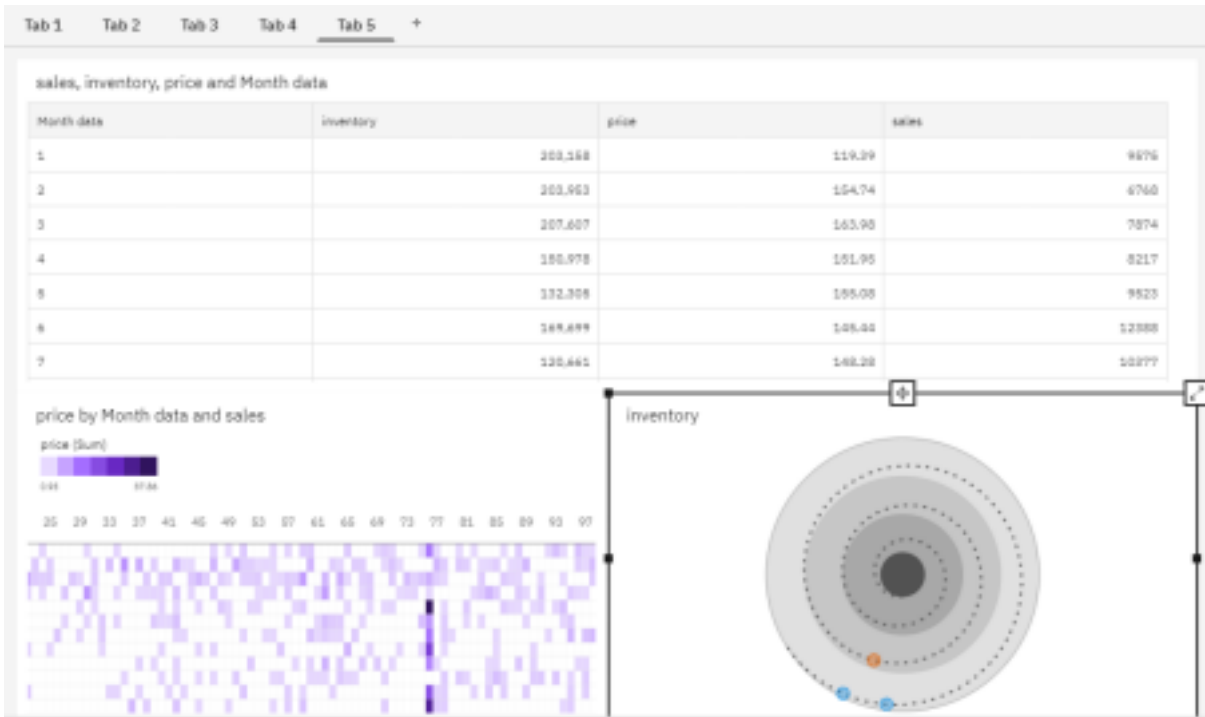 Tab 1 Tab 2 Tab 3 Tab 4 Tab 5 +
sales, inventory, price and Month data
Month data inventory price sales
1 203,158 119.39 9575
2 203,953 154.74 6768
3 207,607 163.98 7874
4 180,978 151.95 8217
5 132,308 155.08 9523
6 169,699 145.44 12388
7 120,661 148.28 10377
price by Month data and sales
inventory
price (Sum)
25 29 33 37 41 45 49 53 57 61 65 69 73 77 81 85 89 93 97